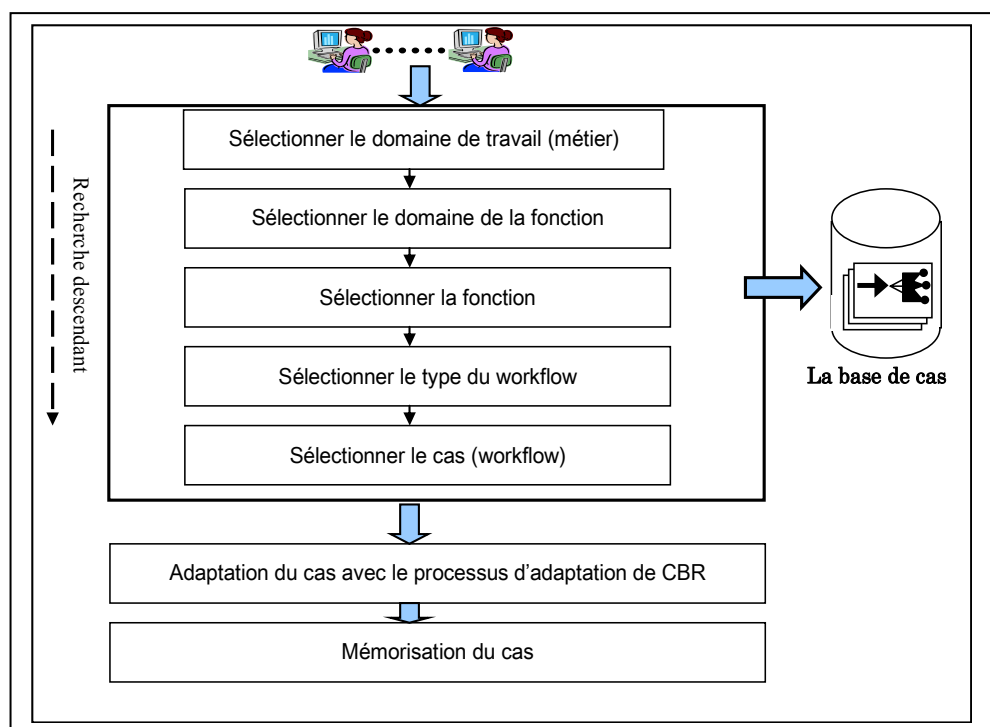 Sélectionner le domaine de travail (métier)
Sélectionner le domaine de la fonction
Sélectionner la fonction
Sélectionner le type du workflow
Sélectionner le cas (workflow)
Recherche descendant
La base de cas
Adaptation du cas avec le processus d'adaptation de CBR
Mémorisation du cas